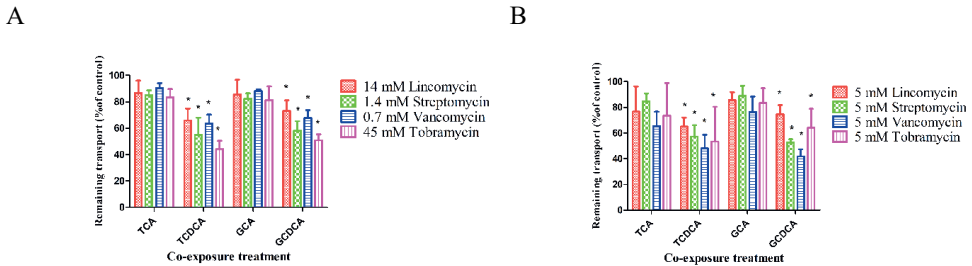 A
B
Remaining transport (%of control)
100
80
60
40
20
0
* * * * * * * *
TCA
TCDCA
GCA
GCDCA
Co-exposure treatment
14 mM Lincomycin
1.4 mM Streptomycin
0.7 mM Vancomycin
45 mM Tobramycin
Remaining transport (%of control)
100
80
60
40
20
0
* * * * * * * *
TCA
TCDCA
GCA
GCDCA
Co-exposure treatment
5 mM Lincomycin
5 mM Streptomycin
5 mM Vancomycin
5 mM Tobramycin